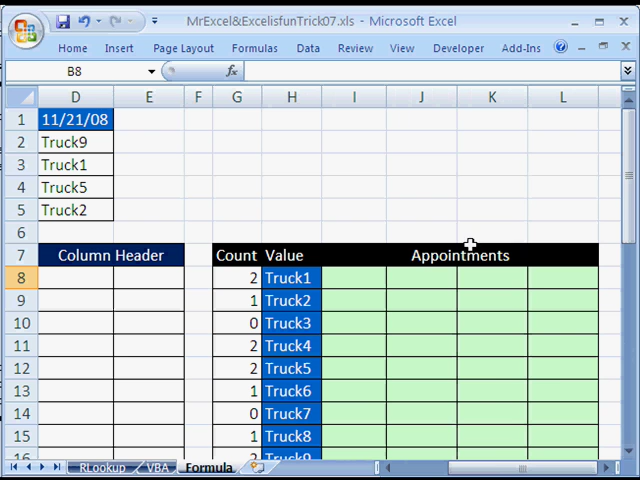 MrExcel&ExcelisfunTrick07.xls - Microsoft Excel
Home Insert Page Layout Formulas Data Review View Developer Add-Ins
B8 fx
D E F G H I J K L
1 11/21/08
2 Truck9
3 Truck1
4 Truck5
5 Truck2
6
7 Column Header Count Value Appointments
8 2 Truck1
9 1 Truck2
10 0 Truck3
11 2 Truck4
12 2 Truck5
13 1 Truck6
14 0 Truck7
15 1 Truck8
16 2 Truck9
RLookup VBA Formula